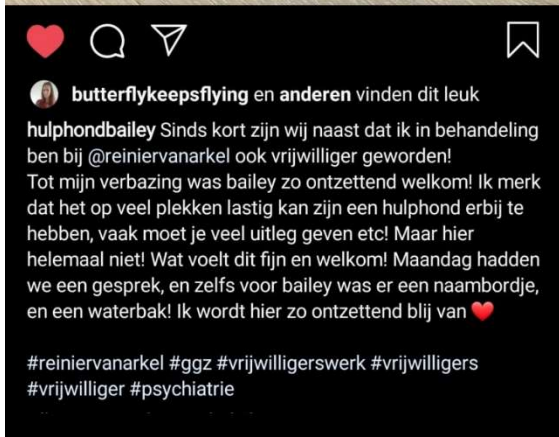 butterflykeepsflying en anderen vinden dit leuk
hulphondbailey Sinds kort zijn wij naast dat ik in behandeling
ben bij @reiniervanarkel ook vrijwilliger geworden!
Tot mijn verbazing was bailey zo ontzettend welkom! Ik merk
dat het op veel plekken lastig kan zijn een hulphond erbij te
hebben, vaak moet je veel uitleg geven etc! Maar hier
helemaal niet! Wat voelt dit fijn en welkom! Maandag hadden
we een gesprek, en zelfs voor bailey was er een naambordje,
en een waterbak! Ik wordt hier zo ontzettend blij van ❤️
#reiniervanarkel #ggz #vrijwilligerswerk #vrijwilligers
#vrijwilliger #psychiatrie